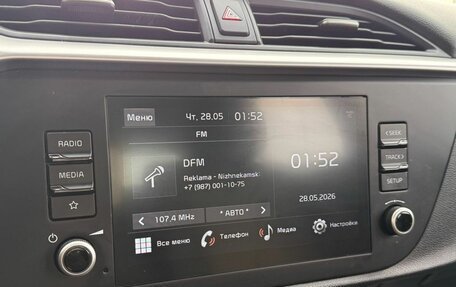 Меню Чт, 28.05 01:52
FM
RADIO
MEDIA
DFM
Reklama - Nizhnekamsk:
+7 (987) 001-10-75
01:52
28.05.2026
107.4 MHz
* АВТО *
Все меню
Телефон
Медиа
Настройки
< SEEK
TRACK >
SETUP